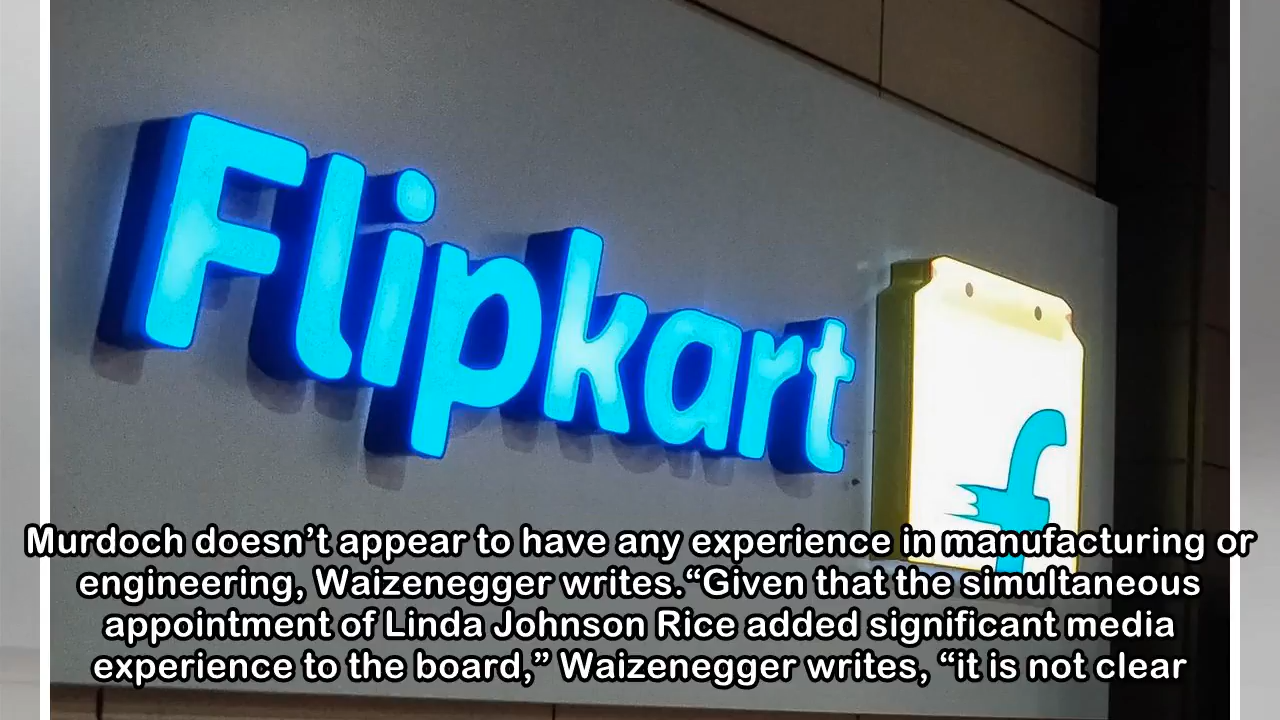 Flipkart
f
Murdoch doesn’t appear to have any experience in manufacturing or
engineering, Waizenegger writes.“Given that the simultaneous
appointment of Linda Johnson Rice added significant media
experience to the board,” Waizenegger writes, “it is not clear